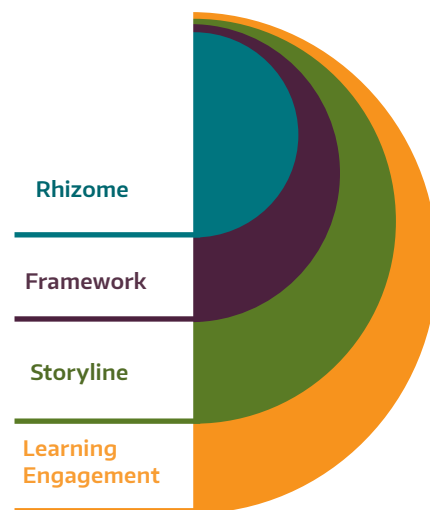 Rhizome
Framework
Storyline
Learning
Engagement